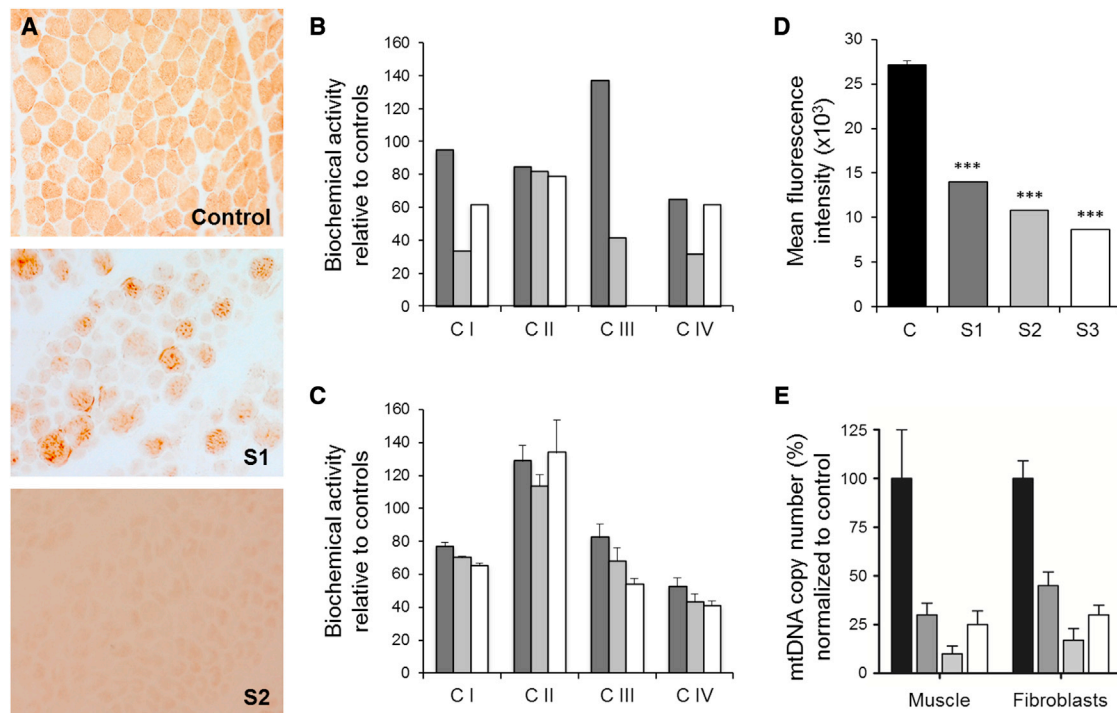 A
Control
S1
S2
B
Biochemical activity
relative to controls
160
140
120
100
80
60
40
20
0
C I
C II
C III
C IV
C
Biochemical activity
relative to controls
160
140
120
100
80
60
40
20
0
C I
C II
C III
C IV
D
Mean fluorescence
intensity (x10³)
30
25
20
15
10
5
0
***
***
***
C
S1
S2
S3
E
mtDNA copy number (%)
normalized to control
125
100
75
50
25
0
Muscle
Fibroblasts